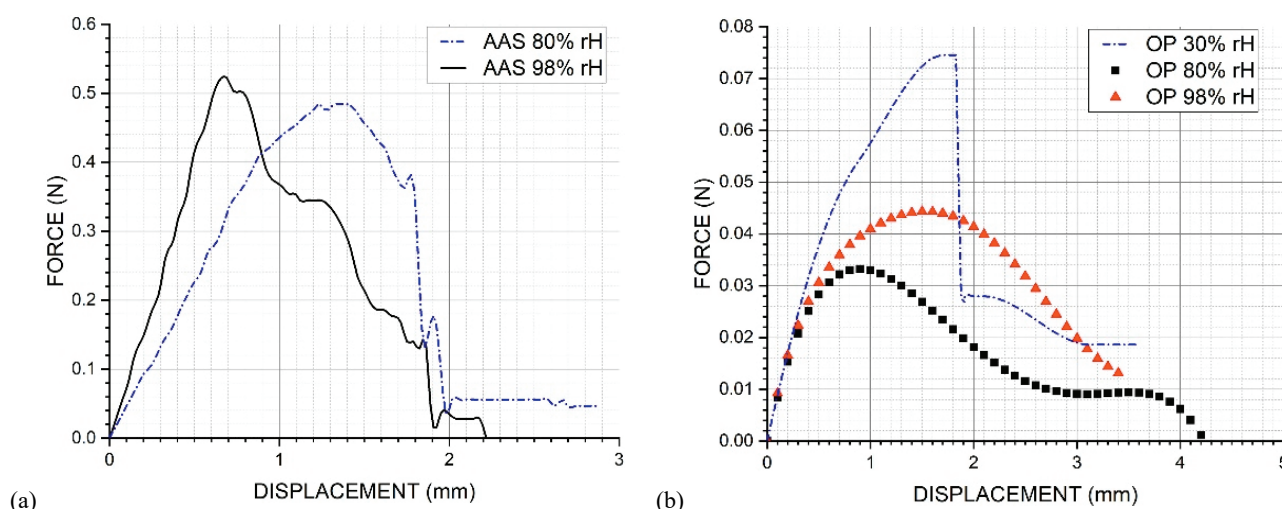 0.6
0.5
0.4
0.3
0.2
0.1
0.0
FORCE (N)
AAS 80% rH
AAS 98% rH
0
1
2
3
DISPLACEMENT (mm)
(a)
0.08
0.07
0.06
0.05
0.04
0.03
0.02
0.01
0.00
FORCE (N)
OP 30% rH
OP 80% rH
OP 98% rH
0
1
2
3
4
5
DISPLACEMENT (mm)
(b)